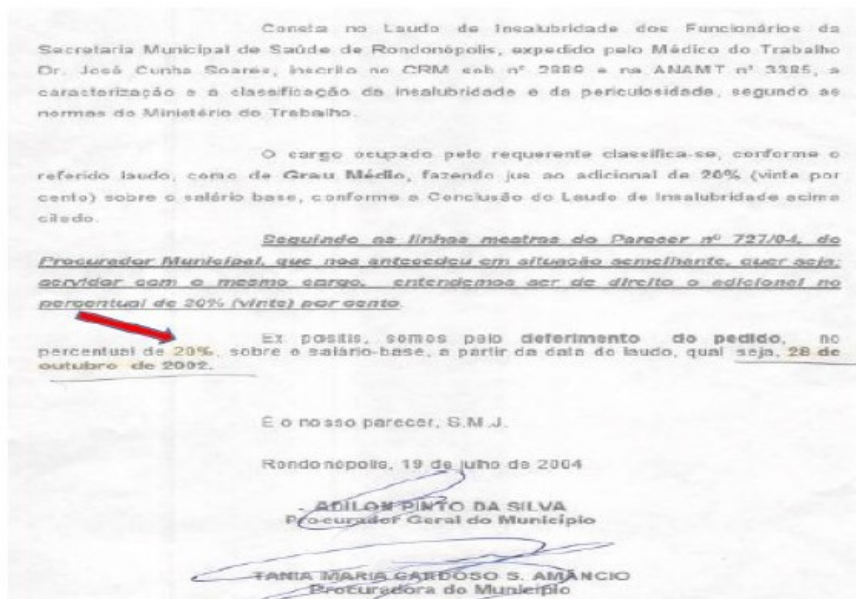 Consta no Laudo de Insalubridade dos Funcionários da
Secretaria Municipal de Saúde de Rondonópolis, expedido pelo Médico do Trabalho
Dr. José Cunha Soares, inscrito no CRM sob nº 2889 e na ANAMT nº 3385, a
caracterização e a classificação da insalubridade e da periculosidade, segundo as
normas do Ministério do Trabalho.
O cargo ocupado pelo requerente classifica-se, conforme o
referido laudo, como de Grau Médio, fazendo jus ao adicional de 20% (vinte por
cento) sobre o salário base, conforme a Conclusão do Laudo de Insalubridade acima
citado.
Seguindo as linhas mestras do Parecer nº 727/04, do
Procurador Municipal, que nos antecedeu em situação semelhante, quer seja;
servidor com o mesmo cargo, entendemos ser de direito o adicional no
percentual de 20% (vinte) por cento.
Ex positis, somos pelo deferimento do pedido, no
percentual de 20%, sobre o salário-base, a partir da data do laudo, qual seja, 28 de
outubro de 2002.
É o nosso parecer, S.M.J.
Rondonópolis, 19 de julho de 2004
ADILON PINTO DA SILVA
Procurador Geral do Município
TANIA MARIA CARDOSO S. AMÂNCIO
Procuradora do Município